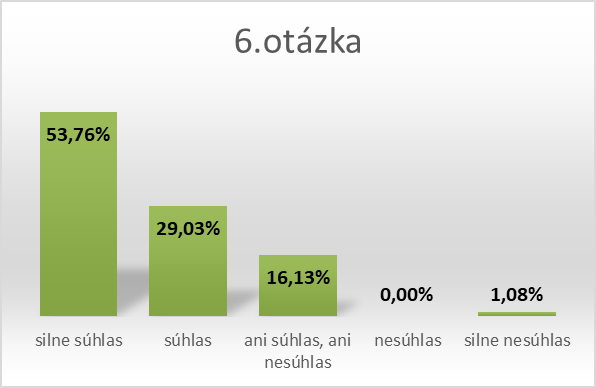 6.otázka
53,76%
29,03%
16,13%
0,00%
1,08%
silne súhlas
súhlas
ani súhlas, ani
nesúhlas
nesúhlas
silne nesúhlas